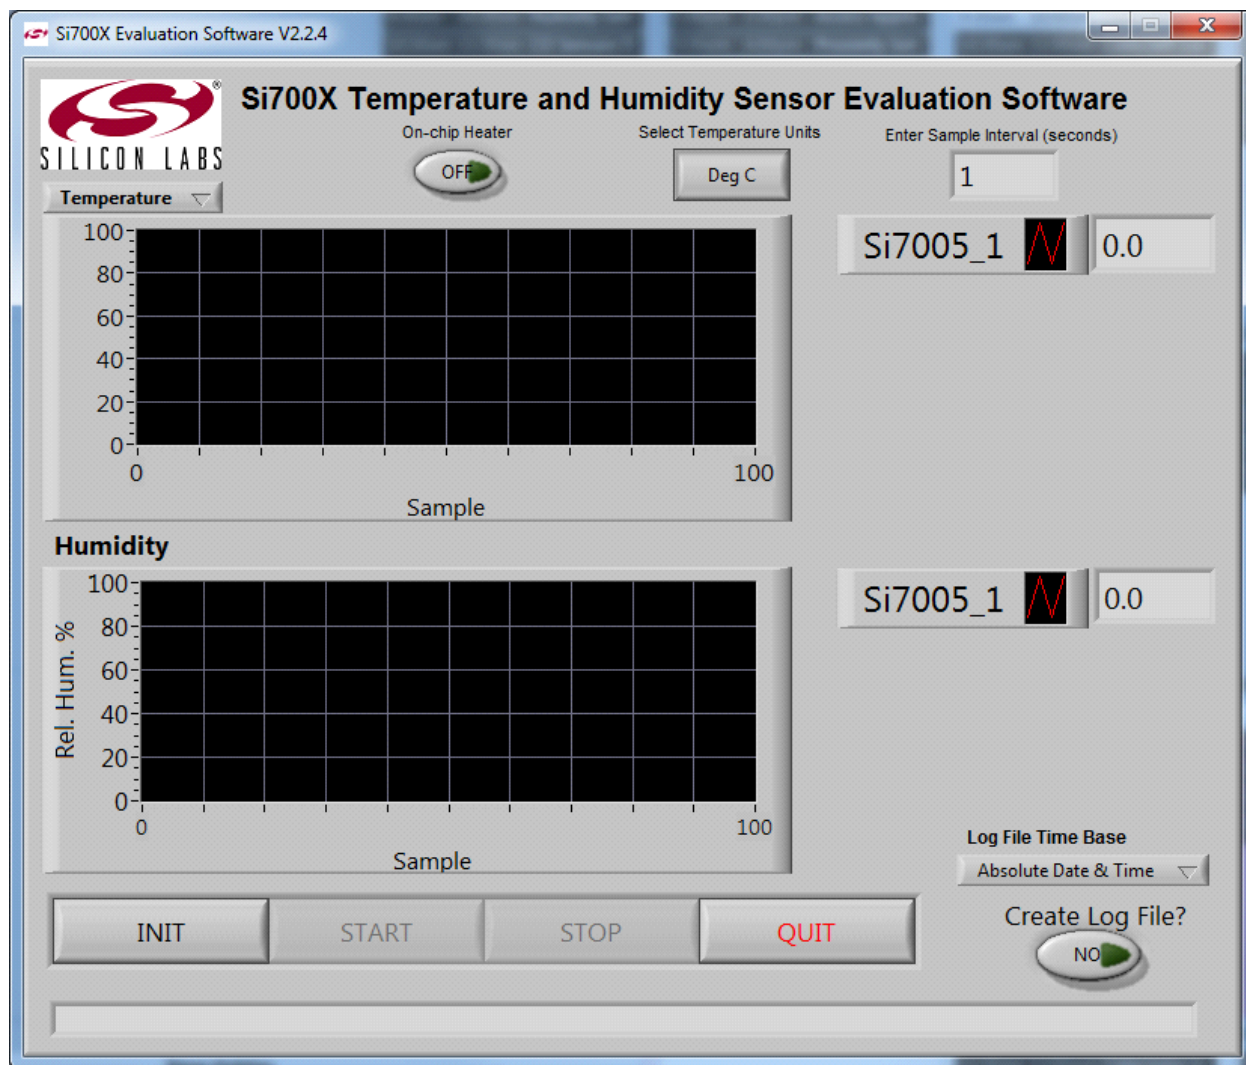 Si700X Evaluation Software V2.2.4
Si700X Temperature and Humidity Sensor Evaluation Software
®
SILICON LABS
On-chip Heater
OFF
Select Temperature Units
Deg C
Enter Sample Interval (seconds)
1
Temperature
100
80
60
40
20
0
0
100
Sample
Si7005_1
0.0
Humidity
Rel. Hum. %
100
80
60
40
20
0
0
100
Sample
Si7005_1
0.0
Log File Time Base
Absolute Date & Time
Create Log File?
NO
INIT
START
STOP
QUIT